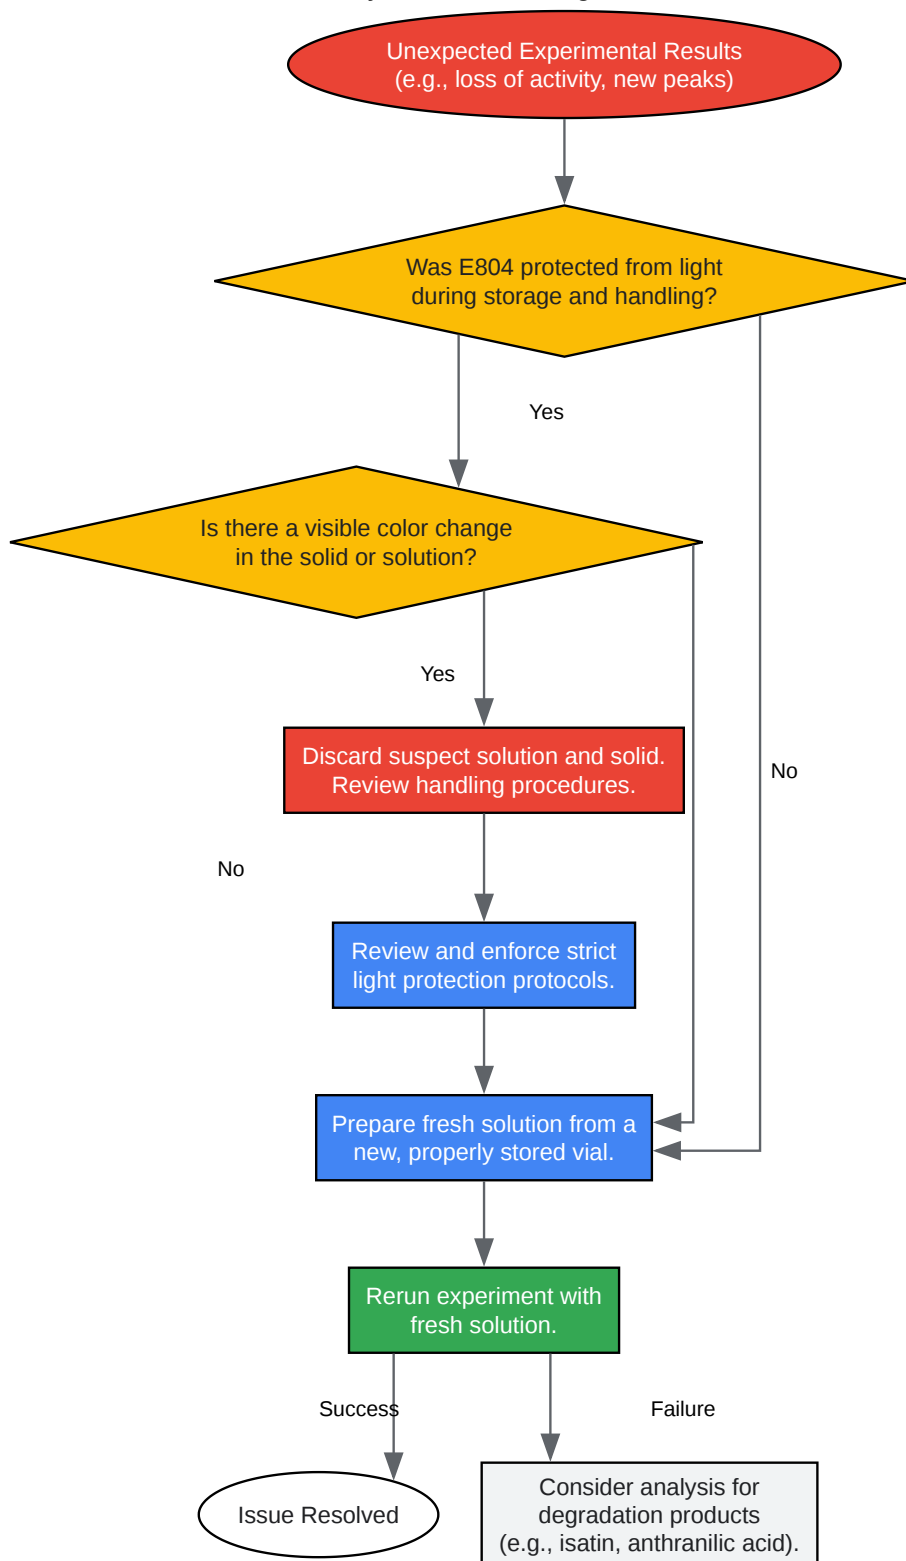 Unexpected Experimental Results
(e.g., loss of activity, new peaks)
Was E804 protected from light
during storage and handling?
Yes
Is there a visible color change
in the solid or solution?
Yes
Discard suspect solution and solid.
Review handling procedures.
No
No
Review and enforce strict
light protection protocols.
Prepare fresh solution from a
new, properly stored vial.
Rerun experiment with
fresh solution.
Success
Failure
Issue Resolved
Consider analysis for
degradation products
(e.g., isatin, anthranilic acid).